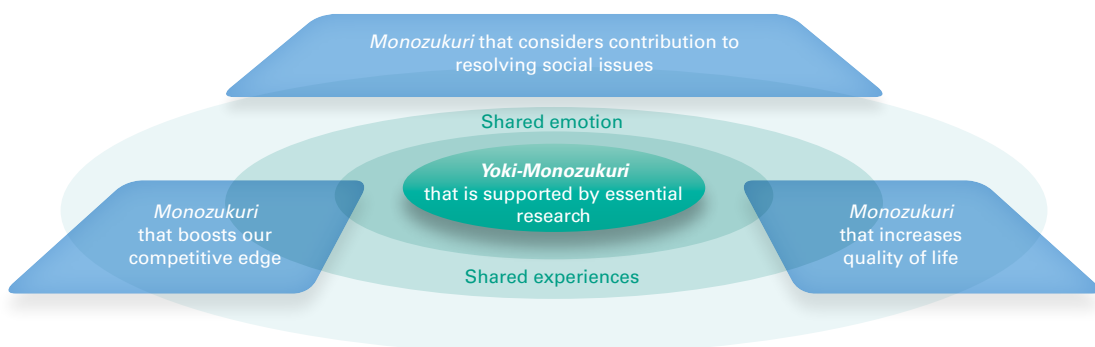 Monozukuri that considers contribution to
resolving social issues
Shared emotion
Yoki-Monozukuri
that is supported by essential
research
Monozukuri
that boosts our
competitive edge
Monozukuri
that increases
quality of life
Shared experiences